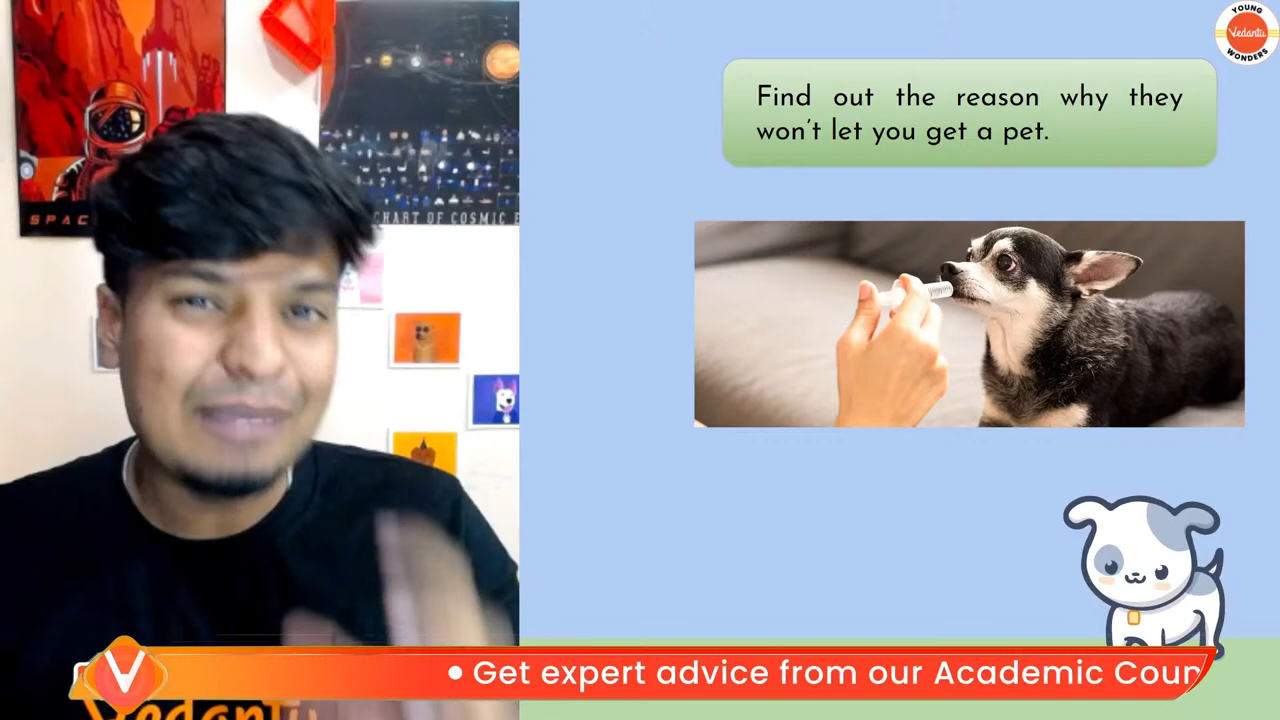 YOUNG
Vedantu
WONDERS
Find out the reason why they
won't let you get a pet.
CHART OF COSMIC E
SPAC
V
• Get expert advice from our Academic Coun
Vedantu